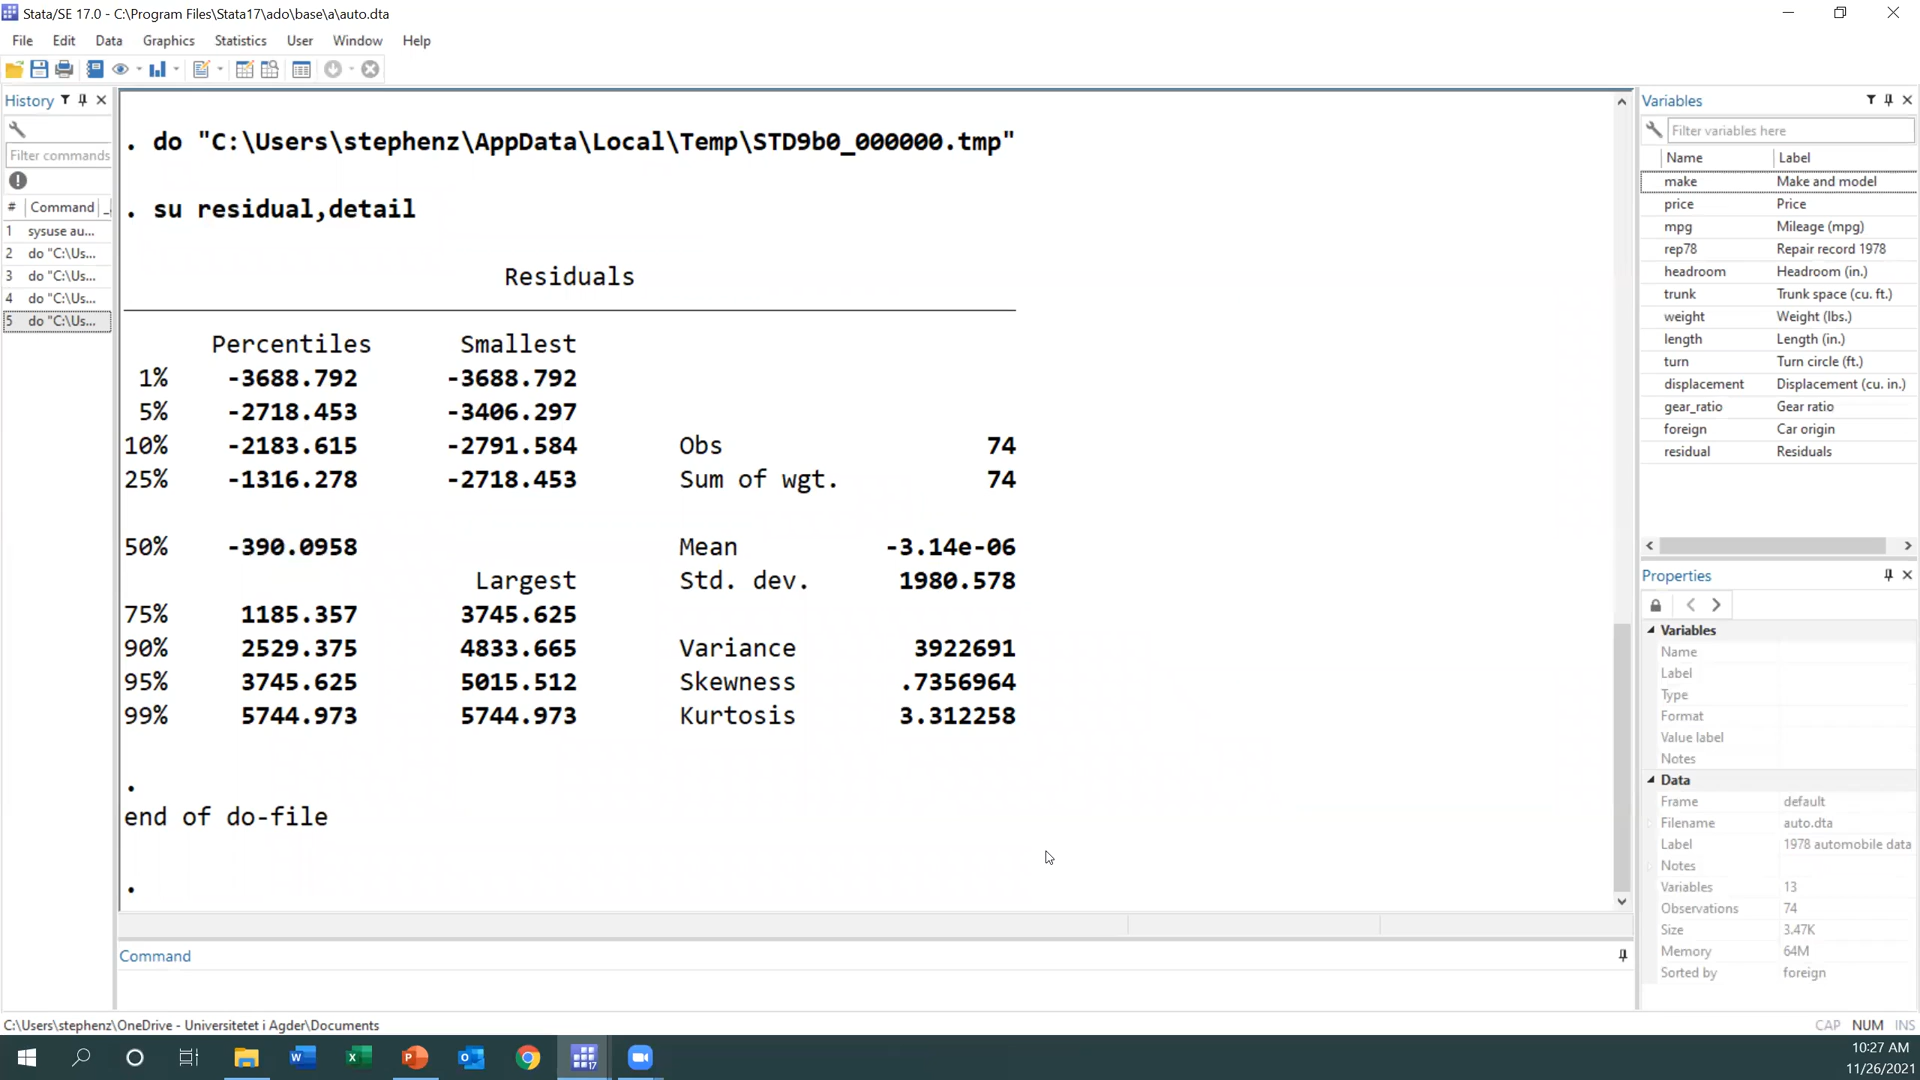 Stata/SE 17.0 - C:\Program Files\Stata17\ado\base\a\auto.dta
File Edit Data Graphics Statistics User Window Help
History
Filter commands
# Command
1 sysuse au...
2 do "C:\Us...
3 do "C:\Us...
4 do "C:\Us...
5 do "C:\Us...
. do "C:\Users\stephenz\AppData\Local\Temp\STD9b0_000000.tmp"
. su residual,detail
Residuals
Percentiles Smallest
1% -3688.792 -3688.792
5% -2718.453 -3406.297
10% -2183.615 -2791.584 Obs 74
25% -1316.278 -2718.453 Sum of wgt. 74
50% -390.0958 Mean -3.14e-06
Largest Std. dev. 1980.578
75% 1185.357 3745.625
90% 2529.375 4833.665 Variance 3922691
95% 3745.625 5015.512 Skewness .7356964
99% 5744.973 5744.973 Kurtosis 3.312258
.
end of do-file
.
Command
Variables
Filter variables here
Name Label
make Make and model
price Price
mpg Mileage (mpg)
rep78 Repair record 1978
headroom Headroom (in.)
trunk Trunk space (cu. ft.)
weight Weight (lbs.)
length Length (in.)
turn Turn circle (ft.)
displacement Displacement (cu. in.)
gear_ratio Gear ratio
foreign Car origin
residual Residuals
Properties
Variables
Name
Label
Type
Format
Value label
Notes
Data
Frame default
Filename auto.dta
Label 1978 automobile data
Notes
Variables 13
Observations 74
Size 3.47K
Memory 64M
Sorted by foreign
C:\Users\stephenz\OneDrive - Universitetet i Agder\Documents
CAP NUM INS
17
10:27 AM
11/26/2021